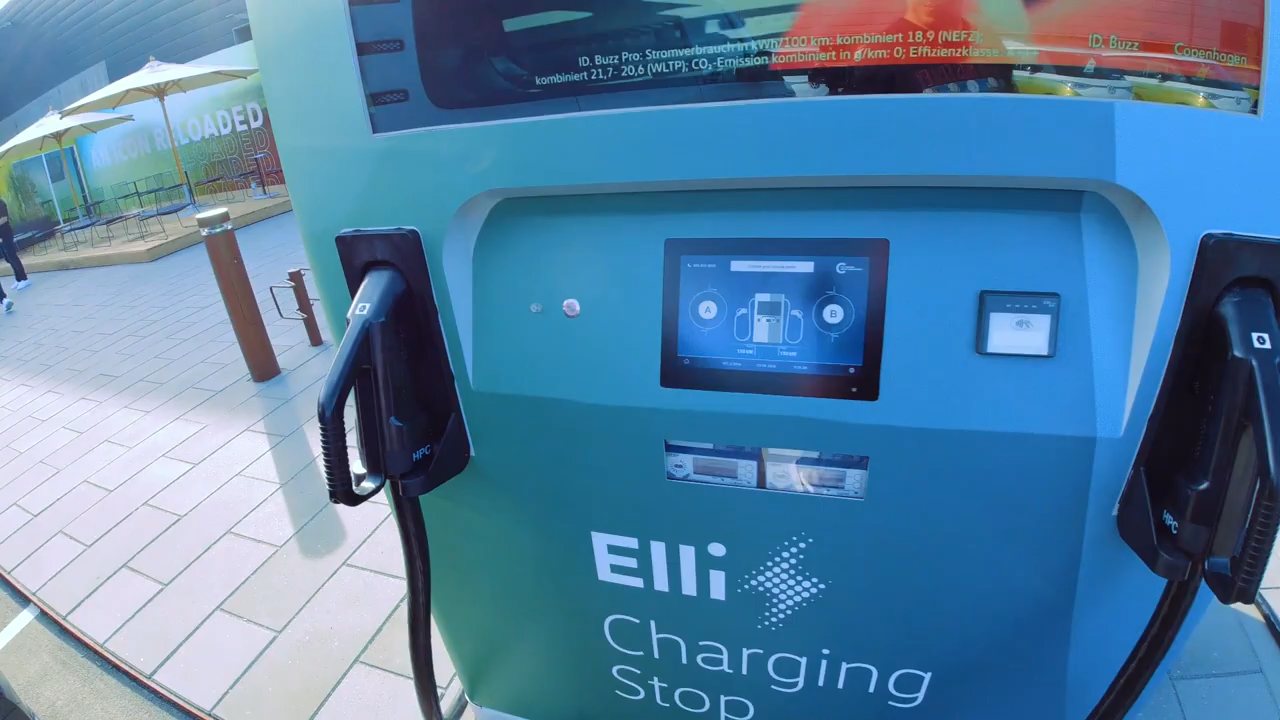 ID. Buzz Pro: Stromverbrauch in kWh/100 km: kombiniert 18,9 (NEFZ);
kombiniert 21,7- 20,6 (WLTP); CO₂-Emission kombiniert in g/km: 0; Effizienzklasse
ID. Buzz Copenhagen
RELOADED
LOADED
A
B
HPC
HPC
Elli
Charging
Stop